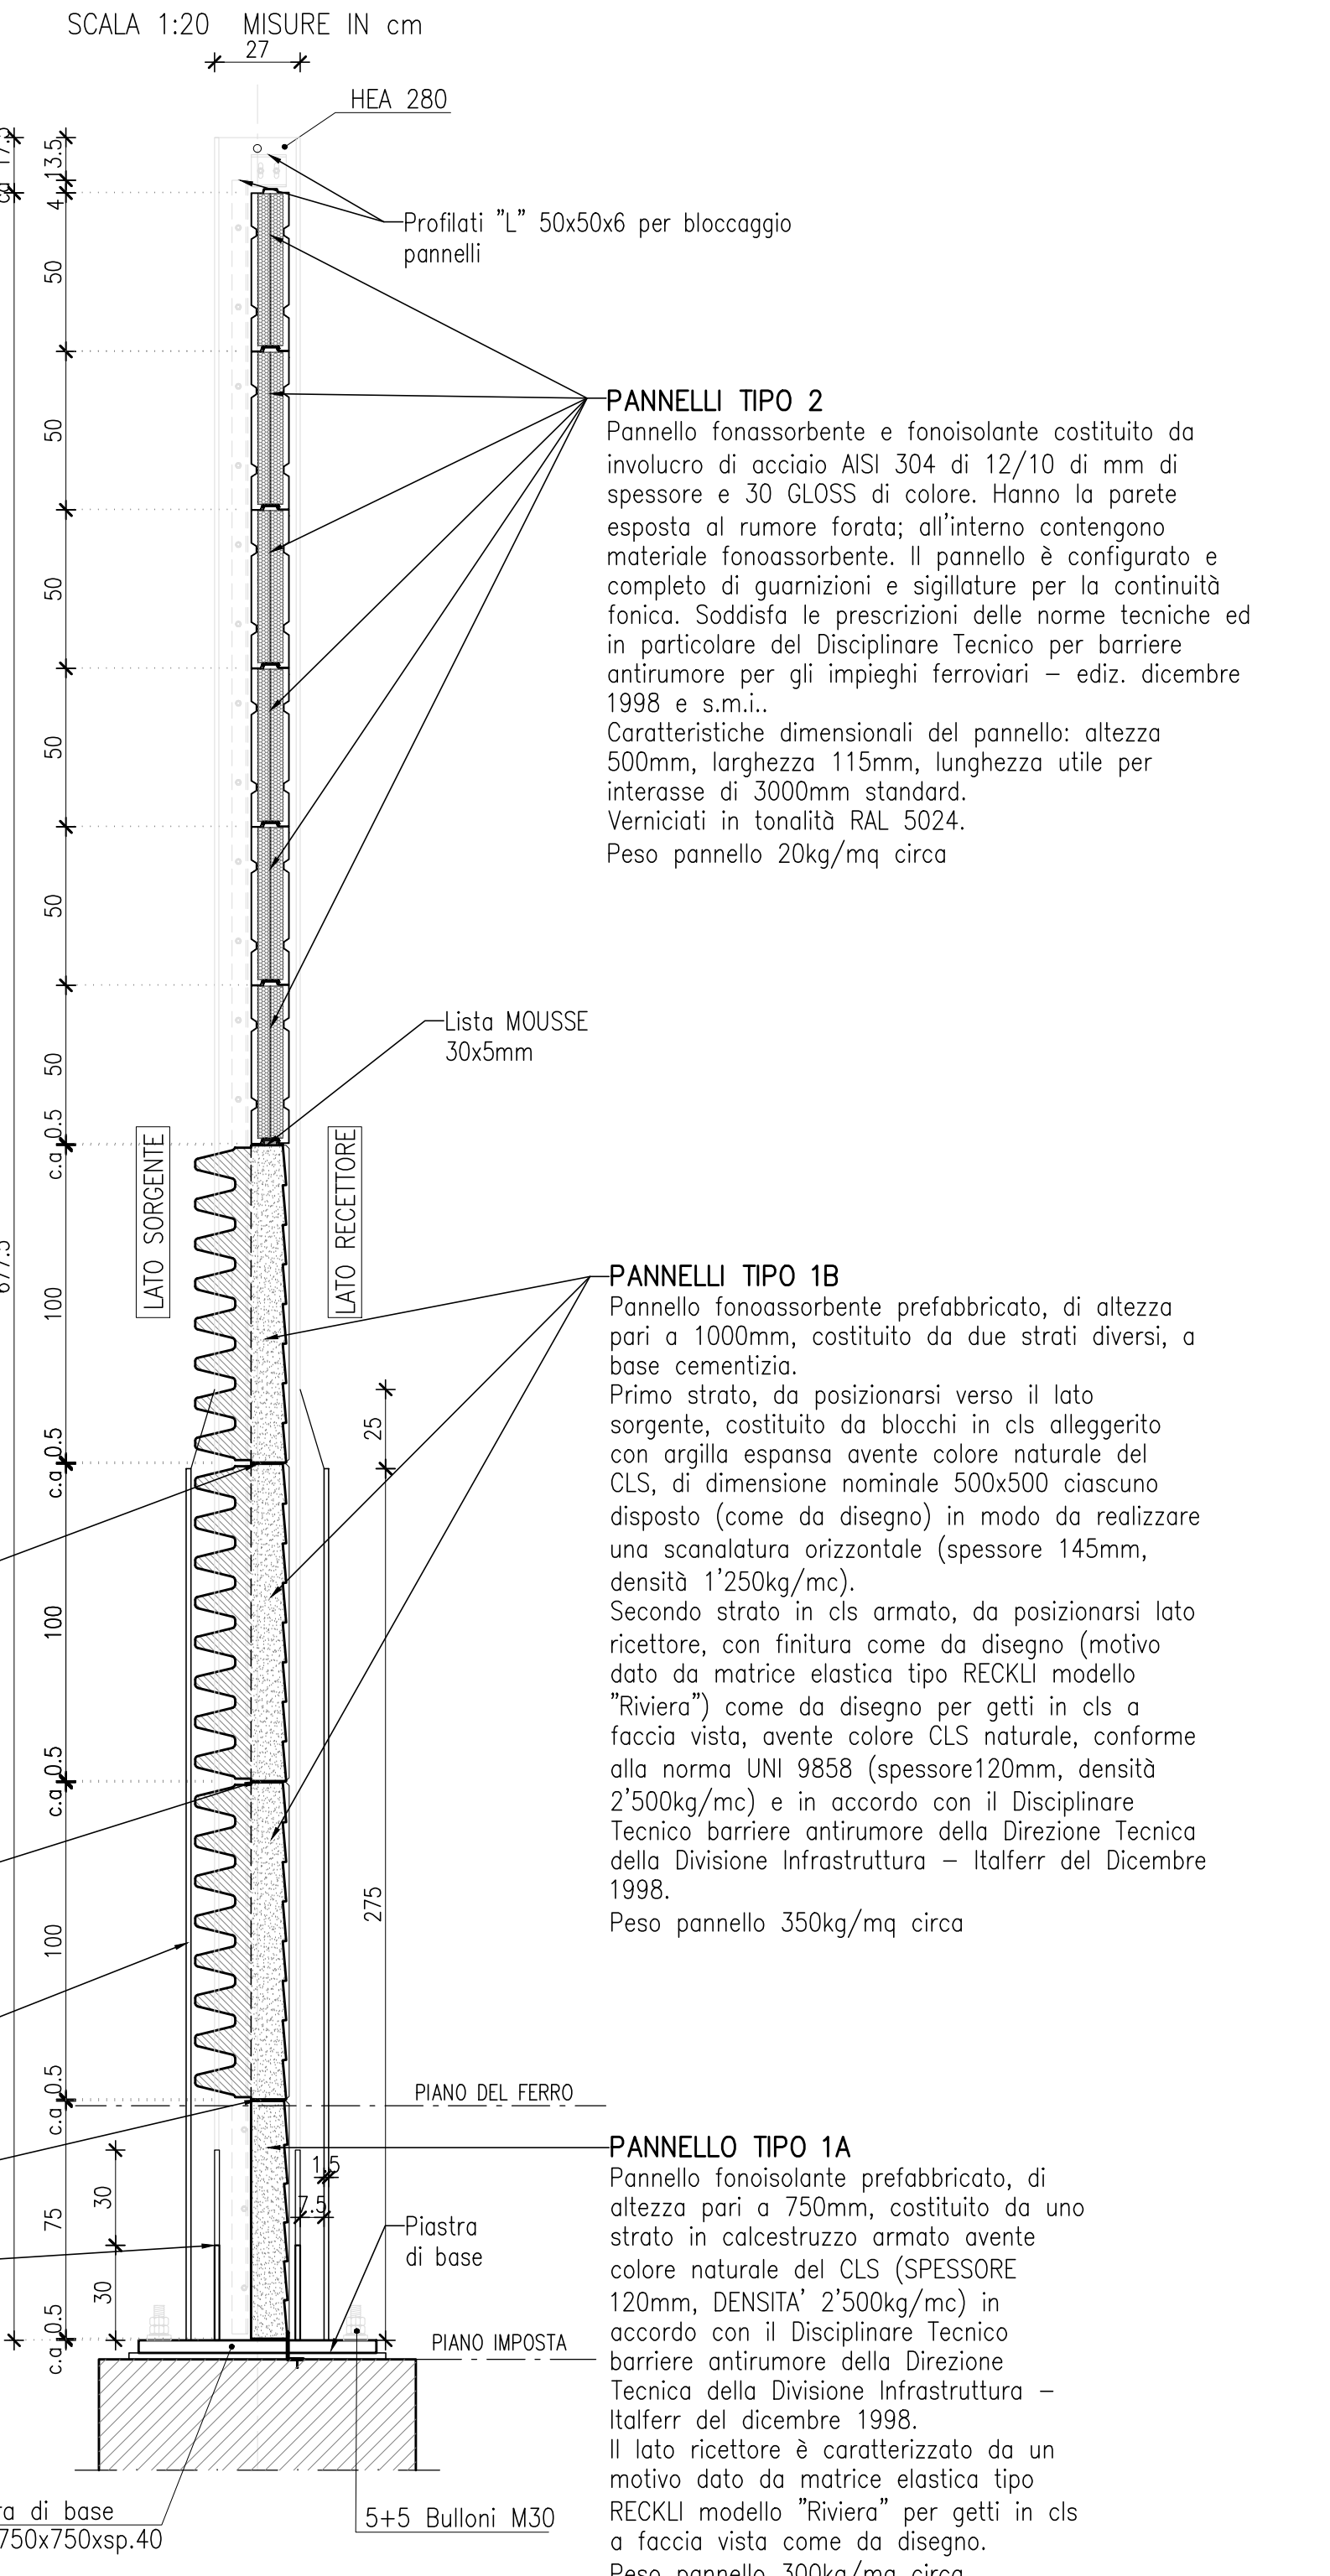 SCALA 1:20 MISURE IN cm
27
HEA 280
17.5
13.5
4
Profilati "L" 50x50x6 per bloccaggio
pannelli
50
50
50
50
50
50
PANNELLI TIPO 2
Pannello fonassorbente e fonoisolante costituito da
involucro di acciaio AISI 304 di 12/10 di mm di
spessore e 30 GLOSS di colore. Hanno la parete
esposta al rumore forata; all'interno contengono
materiale fonoassorbente. Il pannello è configurato e
completo di guarnizioni e sigillature per la continuità
fonica. Soddisfa le prescrizioni delle norme tecniche ed
in particolare del Disciplinare Tecnico per barriere
antirumore per gli impieghi ferroviari – ediz. dicembre
1998 e s.m.i..
Caratteristiche dimensionali del pannello: altezza
500mm, larghezza 115mm, lunghezza utile per
interasse di 3000mm standard.
Verniciati in tonalità RAL 5024.
Peso pannello 20kg/mq circa
Lista MOUSSE
30x5mm
c.a 0.5
LATO SORGENTE
LATO RECETTORE
677.5
100
25
c.a 0.5
100
c.a 0.5
100
275
c.a 0.5
PANNELLI TIPO 1B
Pannello fonoassorbente prefabbricato, di altezza
pari a 1000mm, costituito da due strati diversi, a
base cementizia.
Primo strato, da posizionarsi verso il lato
sorgente, costituito da blocchi in cls alleggerito
con argilla espansa avente colore naturale del
CLS, di dimensione nominale 500x500 ciascuno
disposto (come da disegno) in modo da realizzare
una scanalatura orizzontale (spessore 145mm,
densità 1'250kg/mc).
Secondo strato in cls armato, da posizionarsi lato
ricettore, con finitura come da disegno (motivo
dato da matrice elastica tipo RECKLI modello
"Riviera") come da disegno per getti in cls a
faccia vista, avente colore CLS naturale, conforme
alla norma UNI 9858 (spessore120mm, densità
2'500kg/mc) e in accordo con il Disciplinare
Tecnico barriere antirumore della Direzione Tecnica
della Divisione Infrastruttura – Italferr del Dicembre
1998.
Peso pannello 350kg/mq circa
PIANO DEL FERRO
1.5
7.5
30
75
30
c.a 0.5
Piastra
di base
PIANO IMPOSTA
PANNELLO TIPO 1A
Pannello fonoisolante prefabbricato, di
altezza pari a 750mm, costituito da uno
strato in calcestruzzo armato avente
colore naturale del CLS (SPESSORE
120mm, DENSITA' 2'500kg/mc) in
accordo con il Disciplinare Tecnico
barriere antirumore della Direzione
Tecnica della Divisione Infrastruttura –
Italferr del dicembre 1998.
Il lato ricettore è caratterizzato da un
motivo dato da matrice elastica tipo
RECKLI modello "Riviera" per getti in cls
a faccia vista come da disegno.
Peso pannello 300kg/mq circa
di base
750x750xsp.40
5+5 Bulloni M30